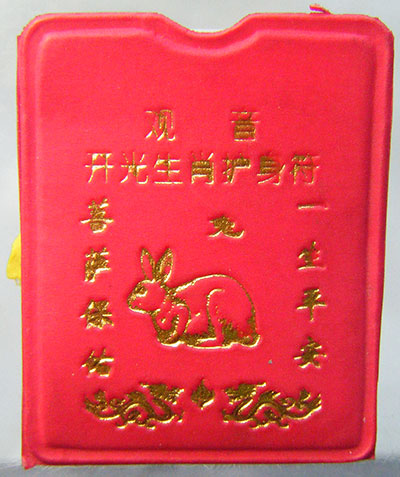 观音
开光生肖护身符
兔
菩萨保佑
一生平安